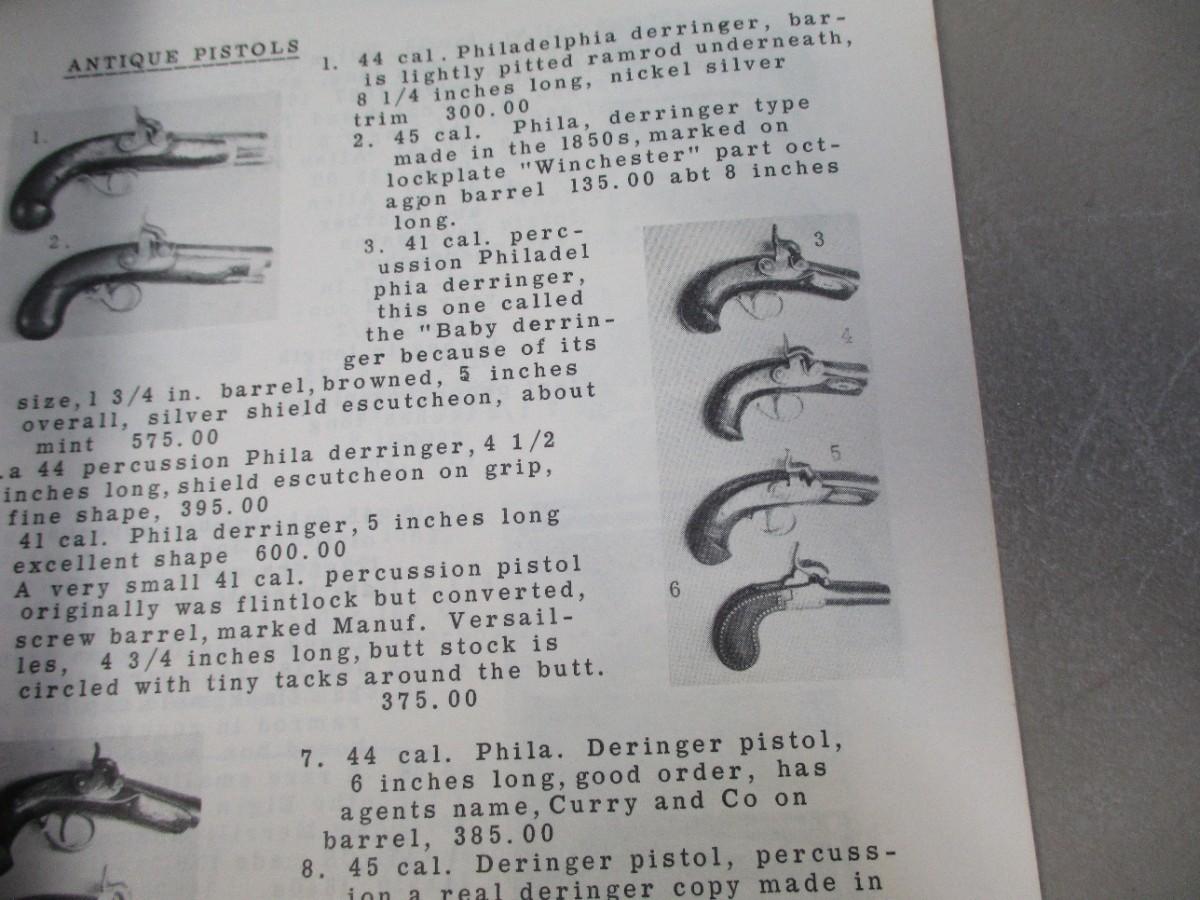 ANTIQUE PISTOLS
1. 44 cal. Philadelphia derringer, bar-
is lightly pitted ramrod underneath,
8 1/4 inches long, nickel silver
trim 300.00
2. 45 cal. Phila, derringer type
made in the 1850s, marked on
lockplate "Winchester" part oct-
agon barrel 135.00 abt 8 inches
long.
3. 41 cal. perc-
ussion Philadel
phia derringer,
this one called
the "Baby derrin-
ger because of its
size, 1 3/4 in. barrel, browned, 5 inches
overall, silver shield escutcheon, about
mint 575.00
.a 44 percussion Phila derringer, 4 1/2
inches long, shield escutcheon on grip,
fine shape, 395.00
41 cal. Phila derringer, 5 inches long
excellent shape 600.00
A very small 41 cal. percussion pistol
originally was flintlock but converted,
screw barrel, marked Manuf. Versail-
les, 4 3/4 inches long, butt stock is
circled with tiny tacks around the butt.
375.00
7. 44 cal. Phila. Deringer pistol,
6 inches long, good order, has
agents name, Curry and Co on
barrel, 385.00
8. 45 cal. Deringer pistol, percuss-
ion a real deringer copy made in
1.
2.
3
4
5
6